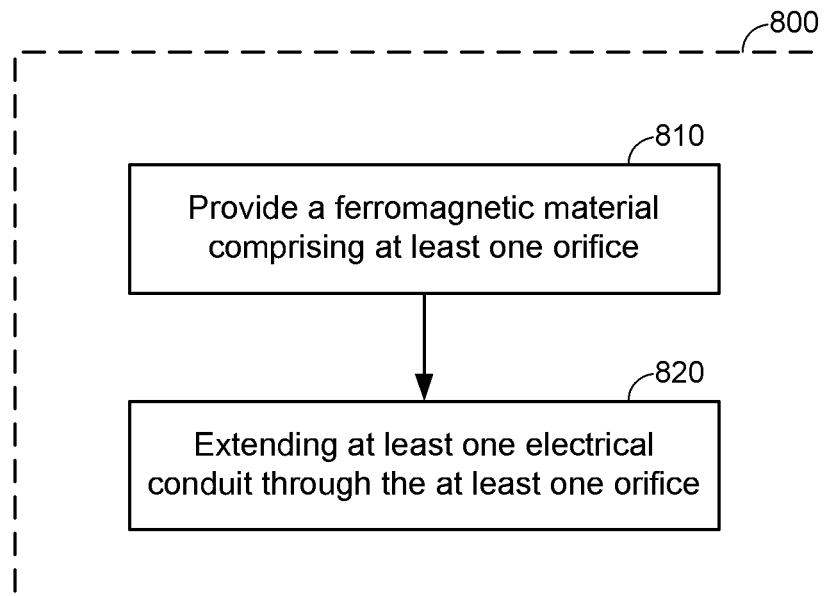 800
810
Provide a ferromagnetic material
comprising at least one orifice
820
Extending at least one electrical
conduit through the at least one orifice